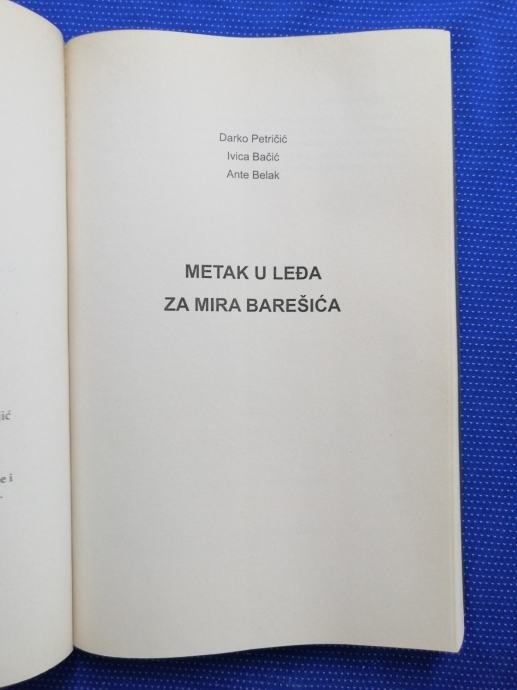 Darko Petričić
Ivica Bačić
Ante Belak
METAK U LEĐA
ZA MIRA BAREŠIĆA
e i